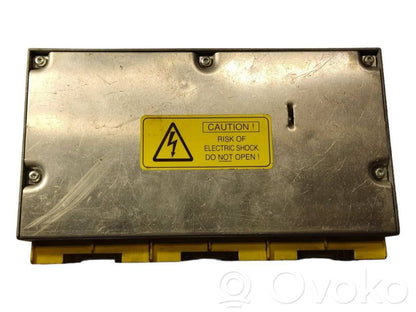 CAUTION !
RISK OF
ELECTRIC SHOCK
DO NOT OPEN !
Ovoko